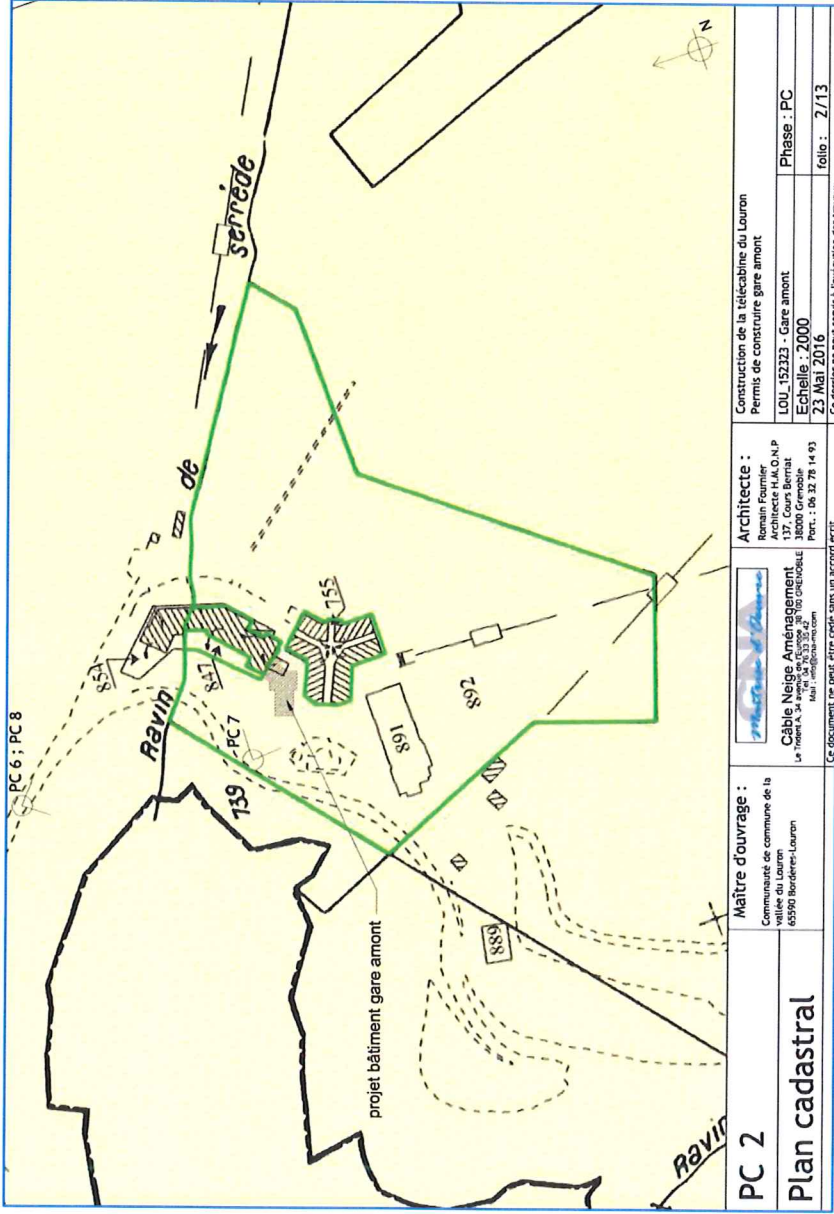 PC 6 ; PC 8
Ravin de serrède
854
847
PC 7
739
755
891
892
889
projet bâtiment gare amont
Ravin
N
PC 2
Plan cadastral
Maître d'ouvrage :
Communauté de commune de la
vallée du Louron
65590 Bordères-Louron
Maîtrise d'Oeuvre
Câble Neige Aménagement
Architecte :
Romain Fournier
Architecte H.M.O.N.P
137, Cours Berriat
38000 Grenoble
Port. : 06 32 78 14 93
Construction de la télécabine du Louron
Permis de construire gare amont
LOU_152323 - Gare amont
Phase : PC
Echelle : 2000
23 Mai 2016
folio : 2/13
Ce document ne peut être cédé sans un accord écrit